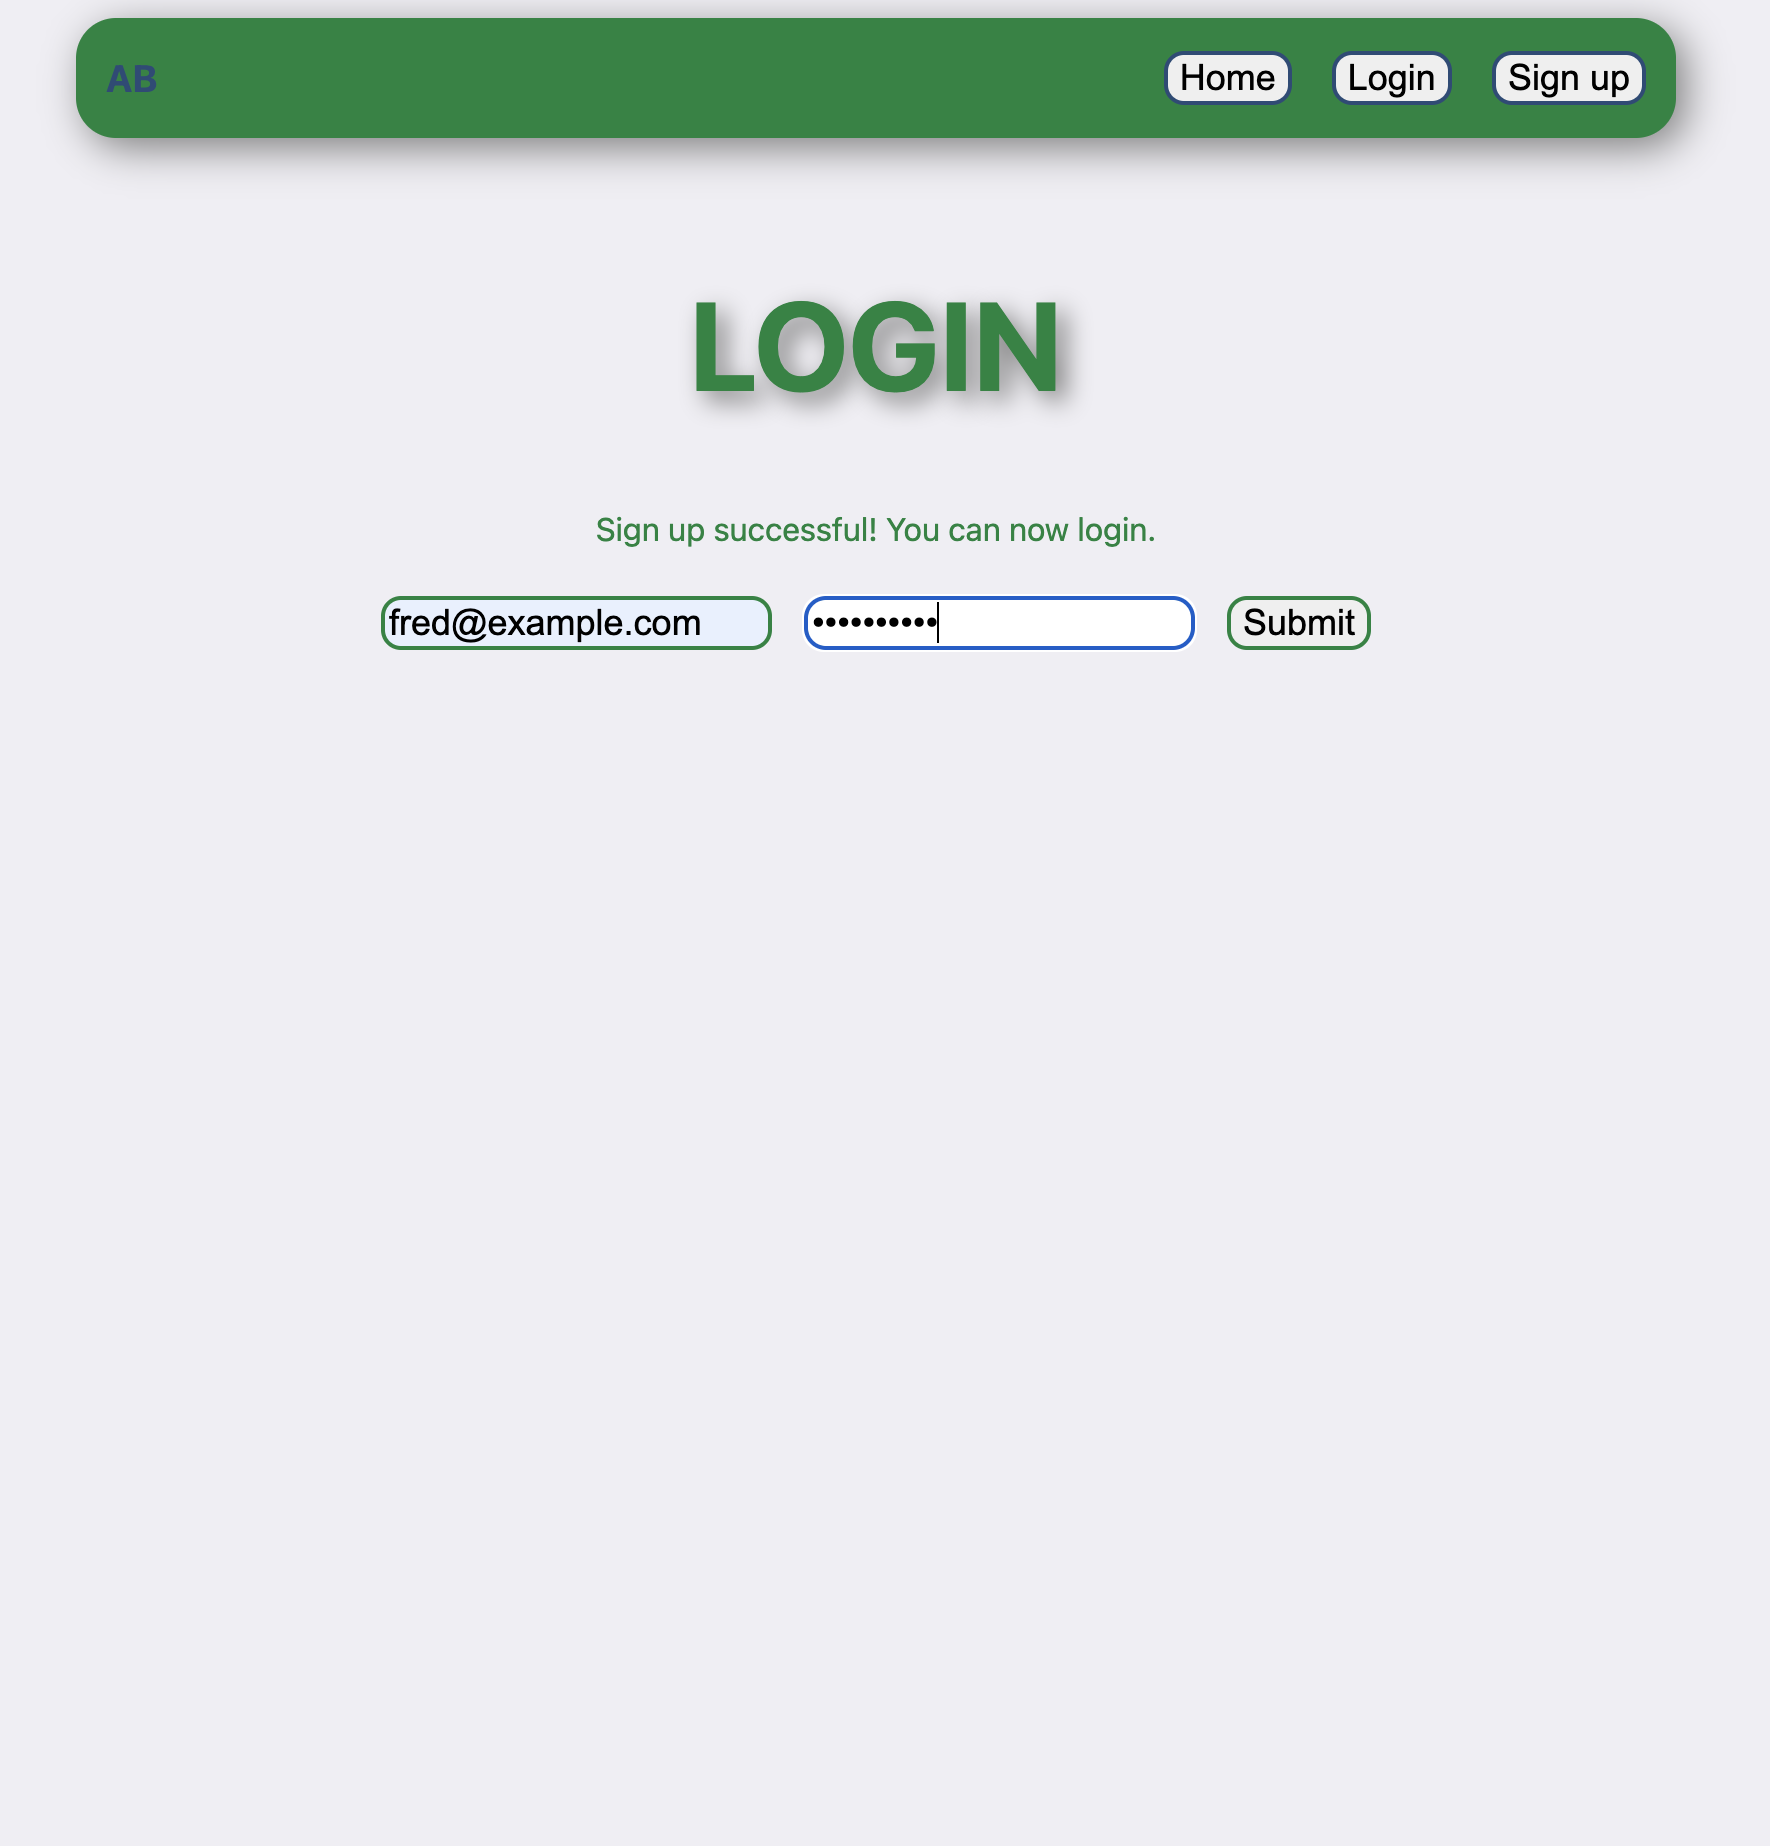 AB Home Login Sign up
LOGIN
Sign up successful! You can now login.
fred@example.com •••••••••• Submit